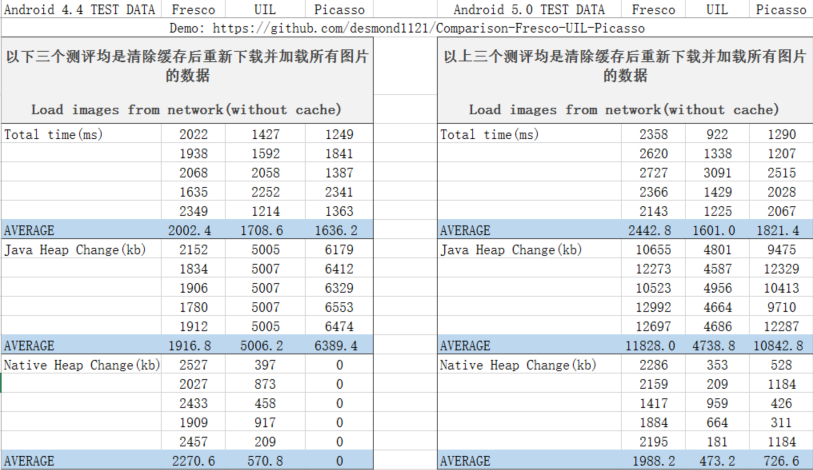 Android 4.4 TEST DATA Fresco UIL Picasso Android 5.0 TEST DATA Fresco UIL Picasso
Demo: https://github.com/desmond1121/Comparison-Fresco-UIL-Picasso
以下三个测评均是清除缓存后重新下载并加载所有图片 以上三个测评均是清除缓存后重新下载并加载所有图片
的数据 的数据
Load images from network(without cache) Load images from network(without cache)
Total time(ms) 2022 1427 1249 Total time(ms) 2358 922 1290
1938 1592 1841 2620 1338 1207
2068 2058 1387 2727 3091 2515
1635 2252 2341 2366 1429 2028
2349 1214 1363 2143 1225 2067
AVERAGE 2002.4 1708.6 1636.2 AVERAGE 2442.8 1601.0 1821.4
Java Heap Change(kb) 2152 5005 6179 Java Heap Change(kb) 10655 4801 9475
1834 5007 6412 12273 4587 12329
1906 5007 6329 10523 4956 10413
1780 5007 6553 12992 4664 9710
1912 5005 6474 12697 4686 12287
AVERAGE 1916.8 5006.2 6389.4 AVERAGE 11828.0 4738.8 10842.8
Native Heap Change(kb) 2527 397 0 Native Heap Change(kb) 2286 353 528
2027 873 0 2159 209 1184
2433 458 0 1417 959 426
1909 917 0 1884 664 311
2457 209 0 2195 181 1184
AVERAGE 2270.6 570.8 0 AVERAGE 1988.2 473.2 726.6